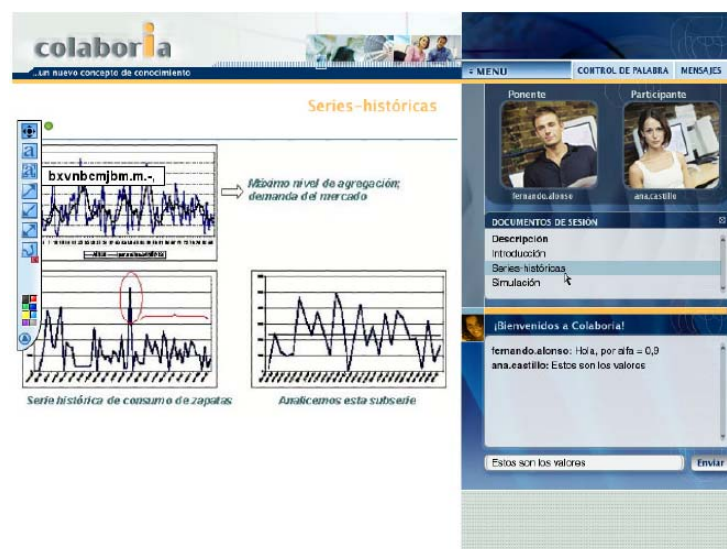 colaboria
...un nuevo concepto de conocimiento
MENU
CONTROL DE PALABRA
MENSAJES
Series-históricas
Ponente
Participante
fernando.alonso
ana.castillo
a
a
bxvnbcmjbm.m.-,
Máximo nivel de agregación;
demanda del mercado
DOCUMENTOS DE SESIÓN
Descripción
Introducción
Series-históricas
Simulación
¡Bienvenidos a Colaboria!
fernando.alonso: Hola, por alfa = 0,9
ana.castillo: Estos son los valores
Serie histórica de consumo de zapatas
Analicemos esta subserie
Estos son los valores
Enviar